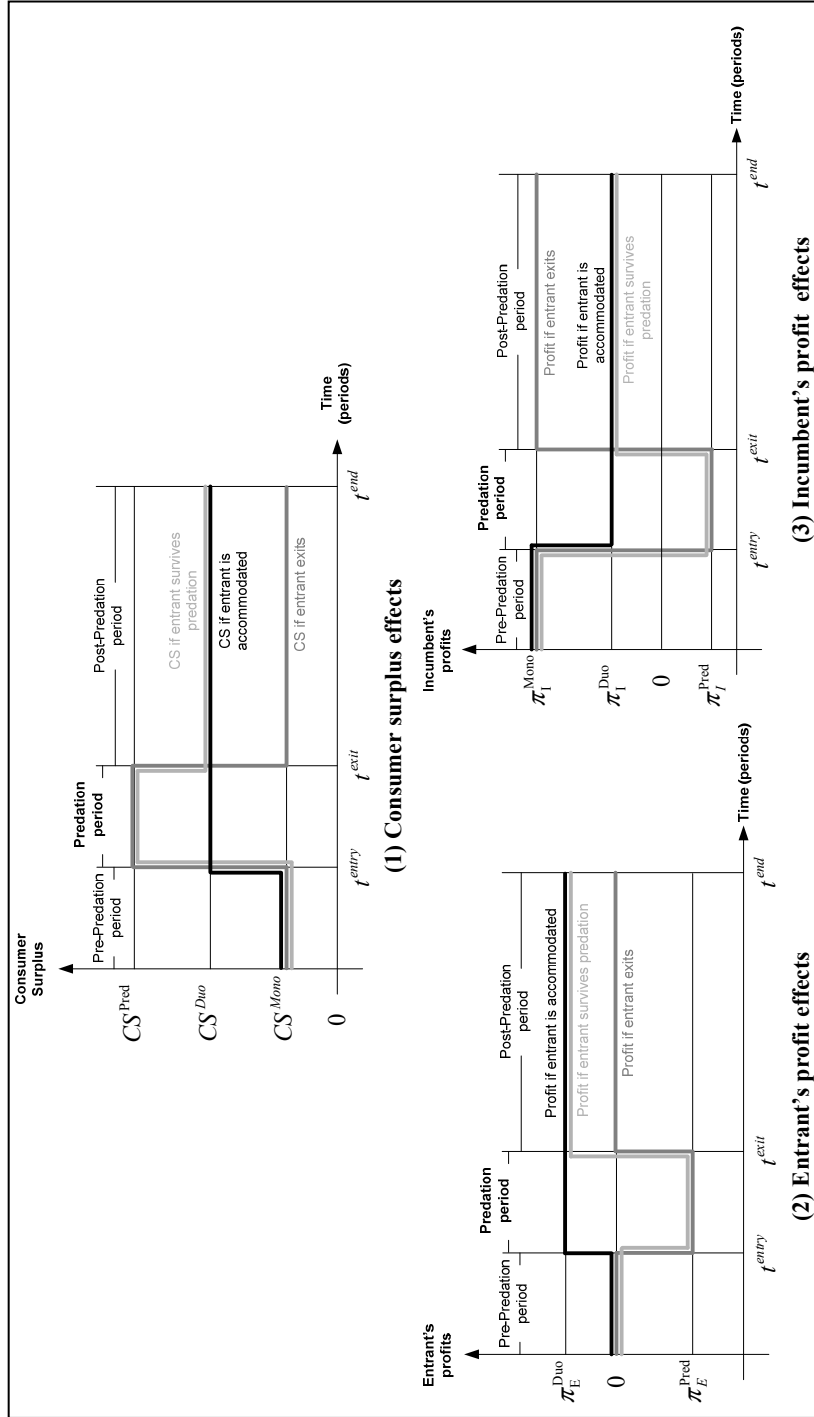 Consumer
Surplus
Pre-Predation
period
Predation
period
Post-Predation
period
CS^Pred
CS^Duo
CS^Mono
0
CS if entrant survives
predation
CS if entrant is
accommodated
CS if entrant exits
t^entry
t^exit
t^end
Time
(periods)
(1) Consumer surplus effects
Entrant's
profits
Pre-Predation
period
Predation
period
Post-Predation
period
π_E^Duo
0
π_E^Pred
Profit if entrant is accommodated
Profit if entrant survives predation
Profit if entrant exits
t^entry
t^exit
t^end
Time (periods)
(2) Entrant's profit effects
Incumbent's
profits
Pre-Predation
period
Predation
period
Post-Predation
period
π_I^Mono
π_I^Duo
0
π_I^Pred
Profit if entrant exits
Profit if entrant is
accommodated
Profit if entrant survives
predation
t^entry
t^exit
t^end
Time (periods)
(3) Incumbent's profit effects